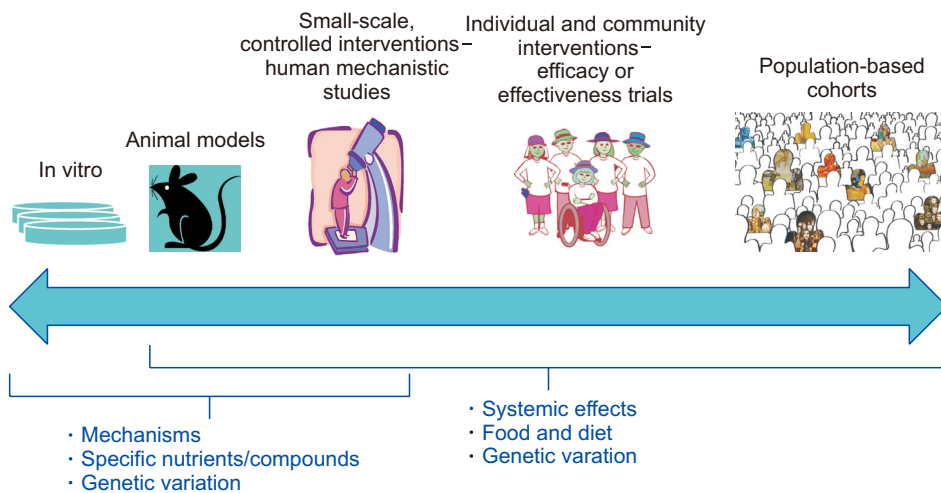 In vitro
Animal models
Small-scale,
controlled interventions–
human mechanistic
studies
Individual and community
interventions–
efficacy or
effectiveness trials
Population-based
cohorts
· Mechanisms
· Specific nutrients/compounds
· Genetic variation
· Systemic effects
· Food and diet
· Genetic varation